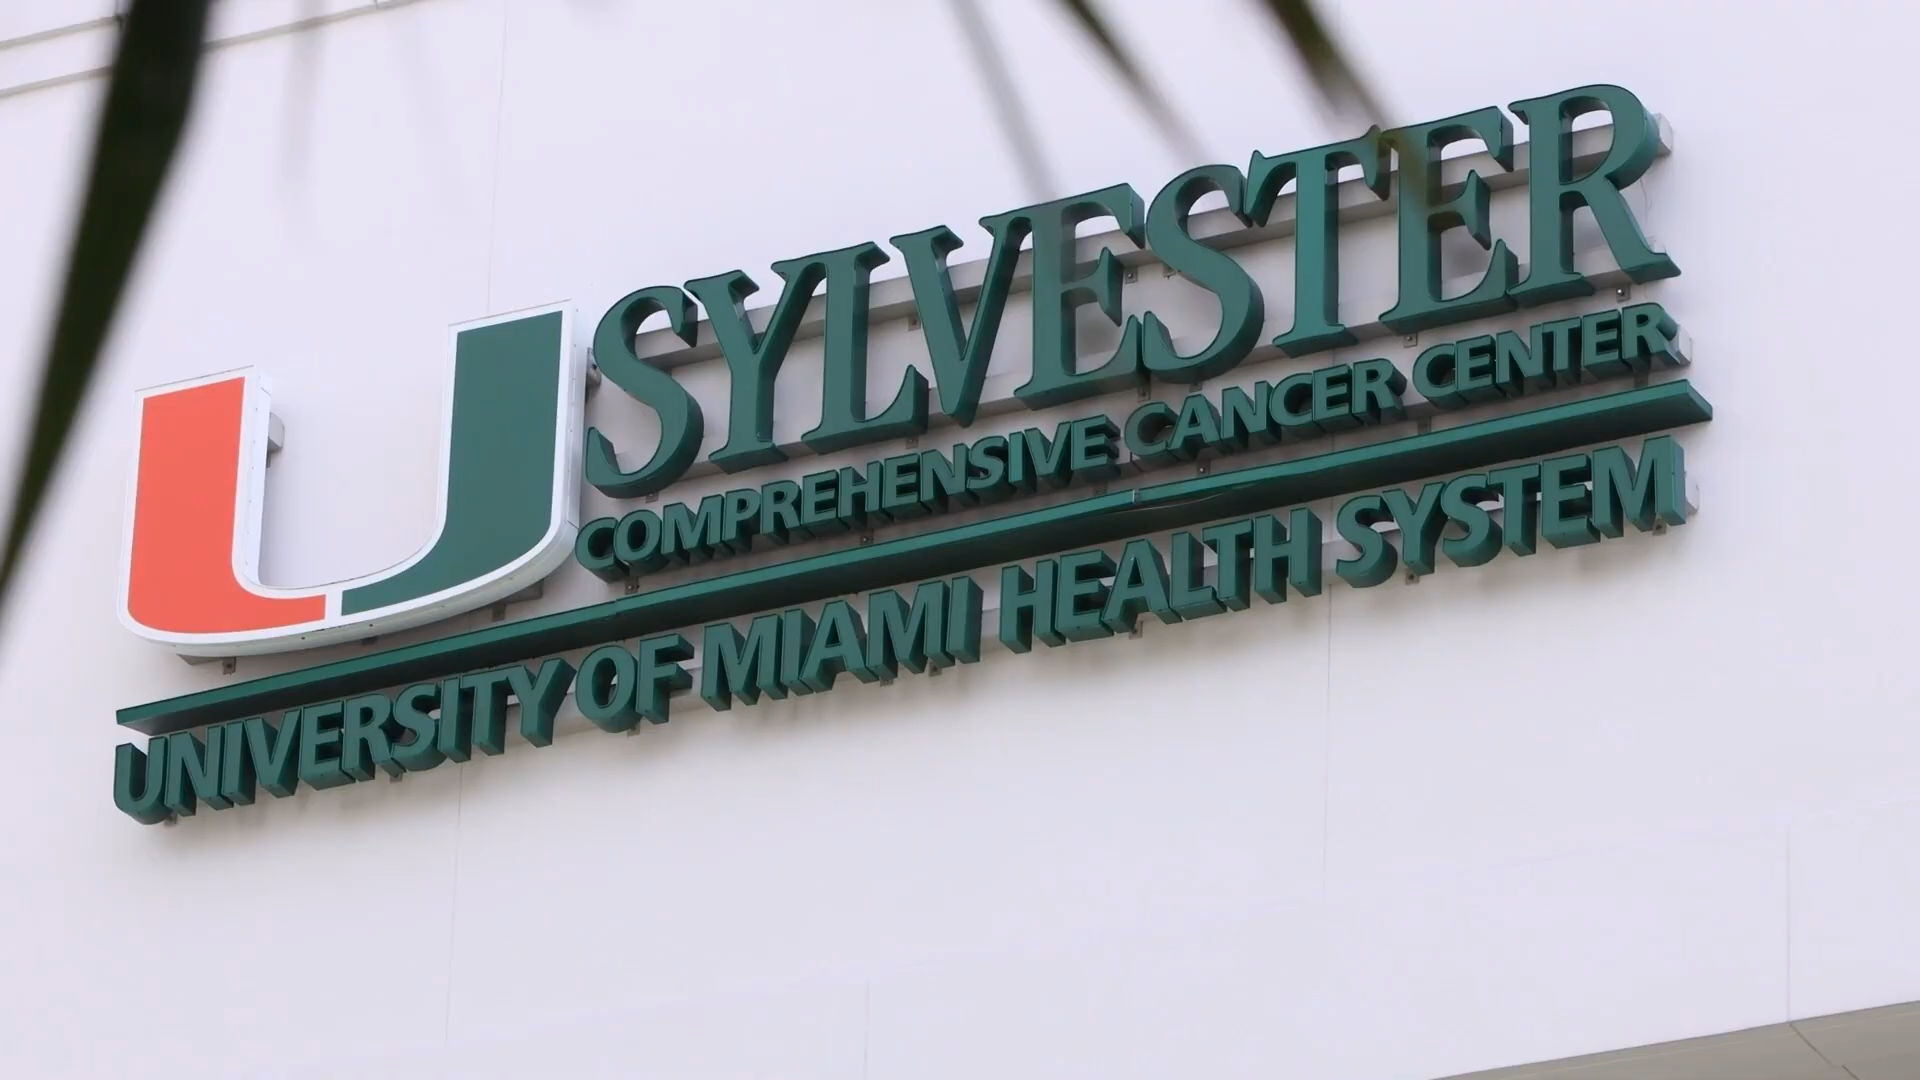 U SYLVESTER
COMPREHENSIVE CANCER CENTER
UNIVERSITY OF MIAMI HEALTH SYSTEM